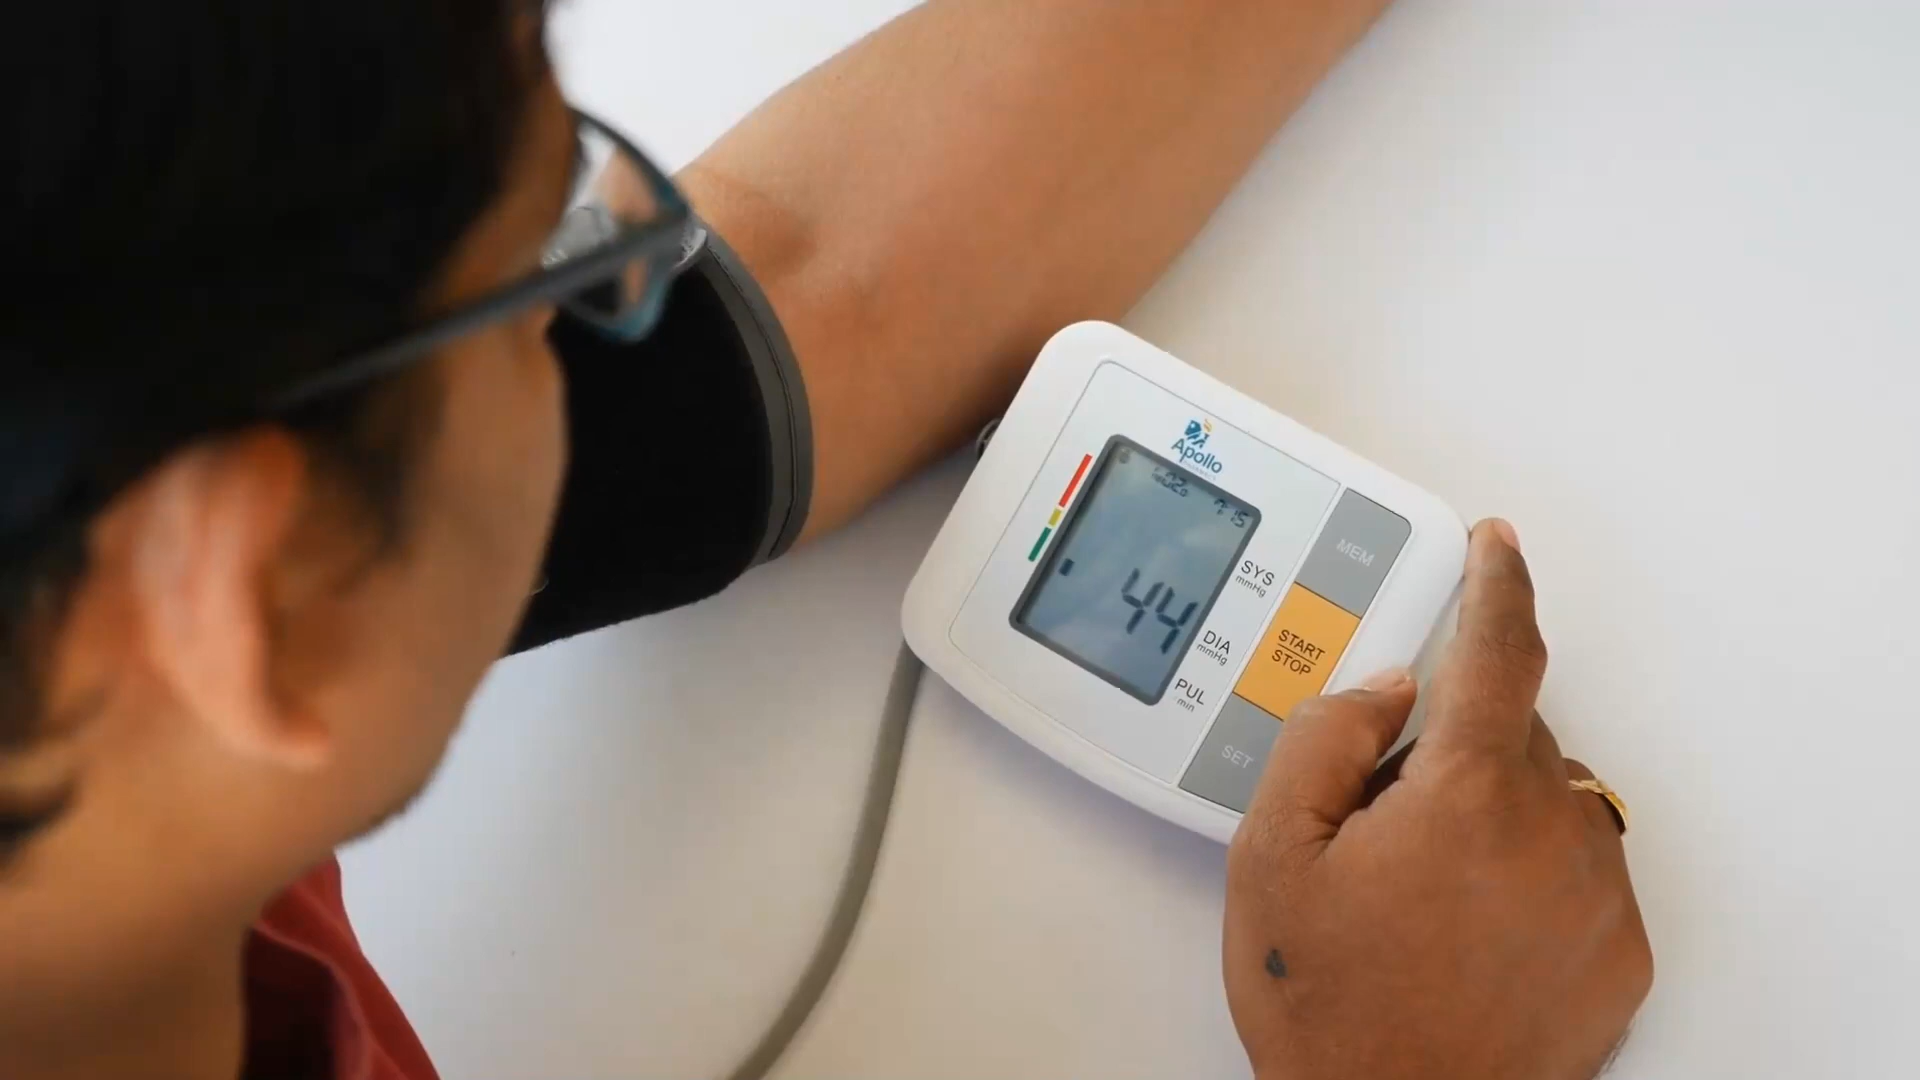 Apollo
44
SYS
mmHg
DIA
mmHg
PUL
/min
MEM
START
STOP
SET